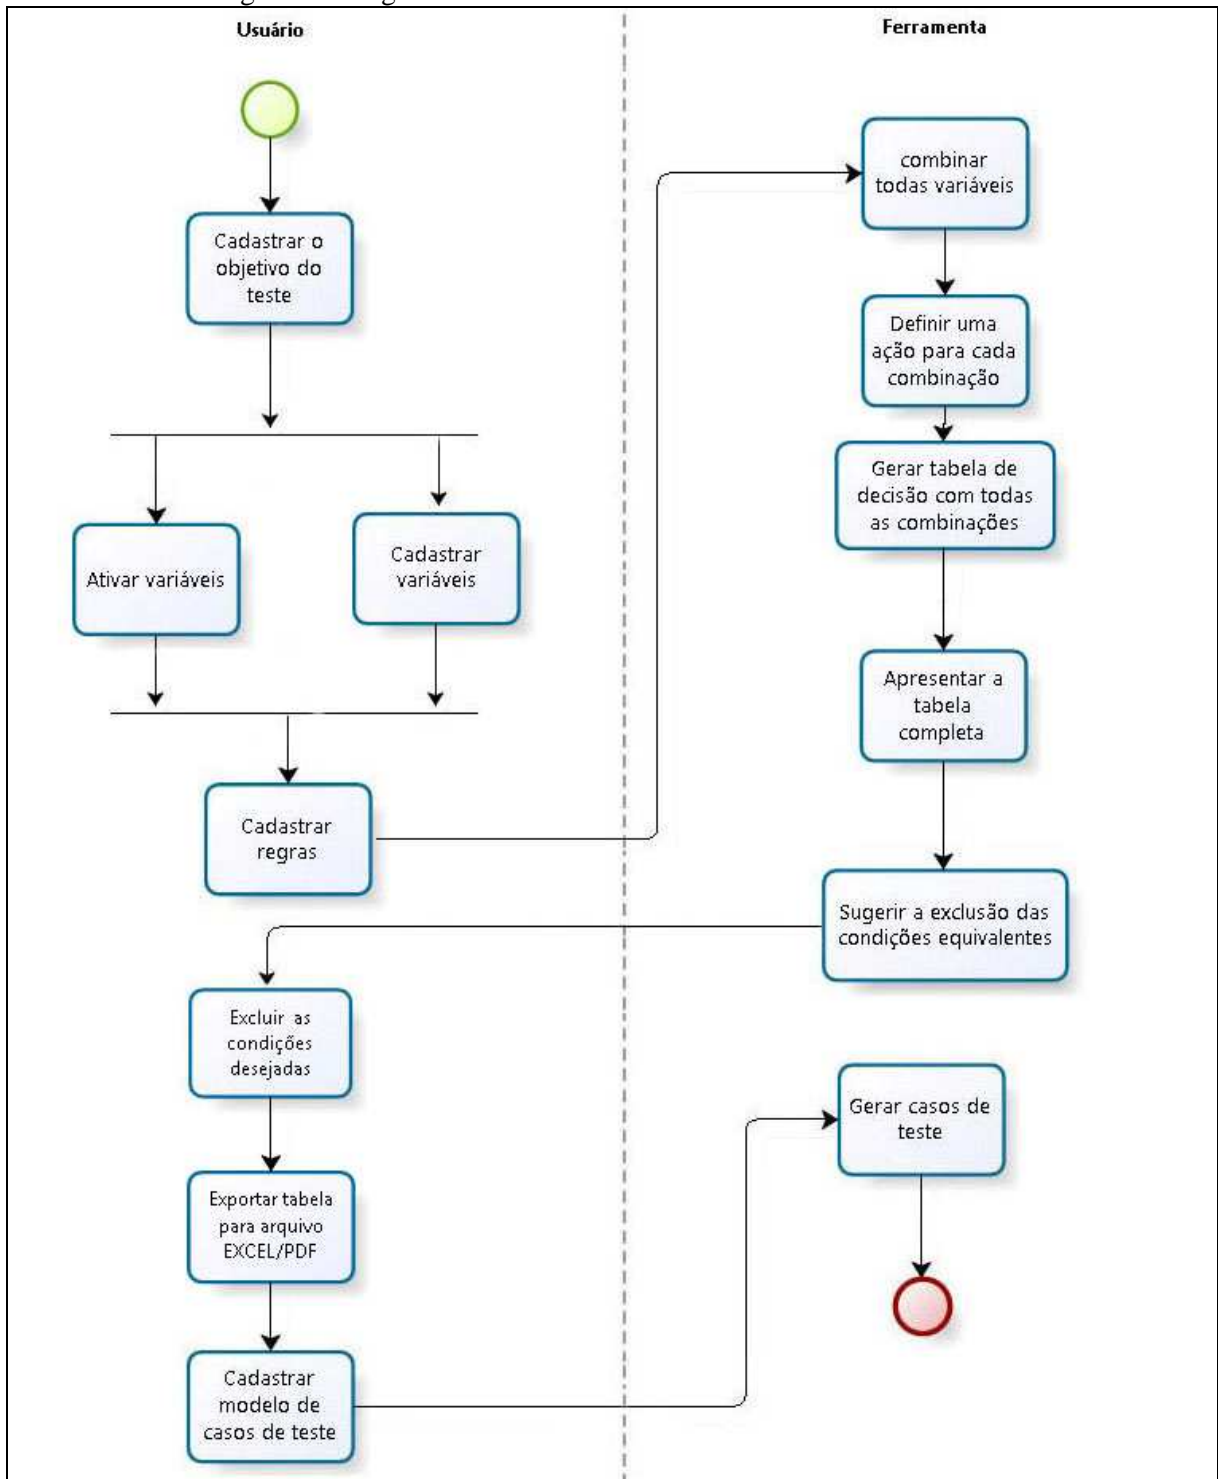 Usuário
Ferramenta
Cadastrar o
objetivo do
teste
Ativar variáveis
Cadastrar
variáveis
Cadastrar
regras
combinar
todas variáveis
Definir uma
ação para cada
combinação
Gerar tabela de
decisão com todas
as combinações
Apresentar a
tabela
completa
Sugerir a exclusão das
condições equivalentes
Excluir as
condições
desejadas
Exportar tabela
para arquivo
EXCEL/PDF
Cadastrar
modelo de
casos de teste
Gerar casos de
teste